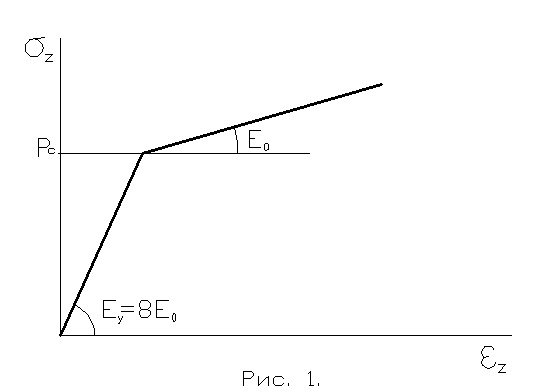 σz
Pc
E₀
Ey=8E₀
εz
Рис. 1.